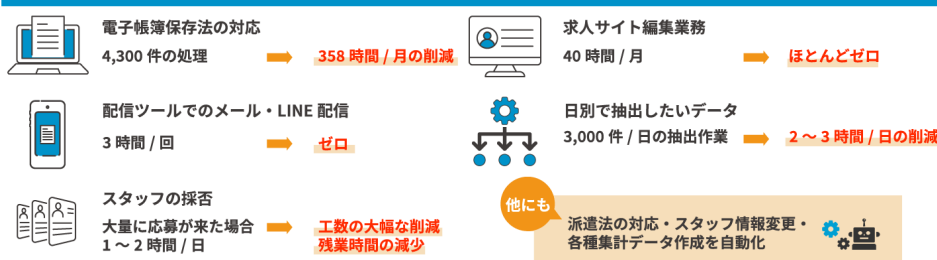 電子帳簿保存法の対応
4,300 件の処理
358 時間 / 月の削減
求人サイト編集業務
40 時間 / 月
ほとんどゼロ
配信ツールでのメール・LINE 配信
3 時間 / 回
ゼロ
日別で抽出したいデータ
3,000 件 / 日の抽出作業
2 〜 3 時間 / 日の削減
スタッフの採否
大量に応募が来た場合
1 〜 2 時間 / 日
工数の大幅な削減
残業時間の減少
他にも
派遣法の対応・スタッフ情報変更・
各種集計データ作成を自動化